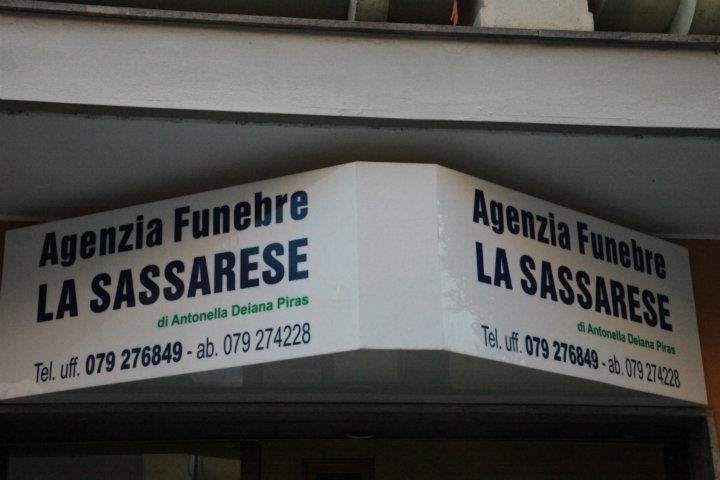 Agenzia Funebre
LA SASSARESE
di Antonella Deiana Piras
Tel. uff. 079 276849 - ab. 079 274228
Agenzia Funebre
LA SASSARESE
di Antonella Deiana Piras
Tel. uff. 079 276849 - ab. 079 274228